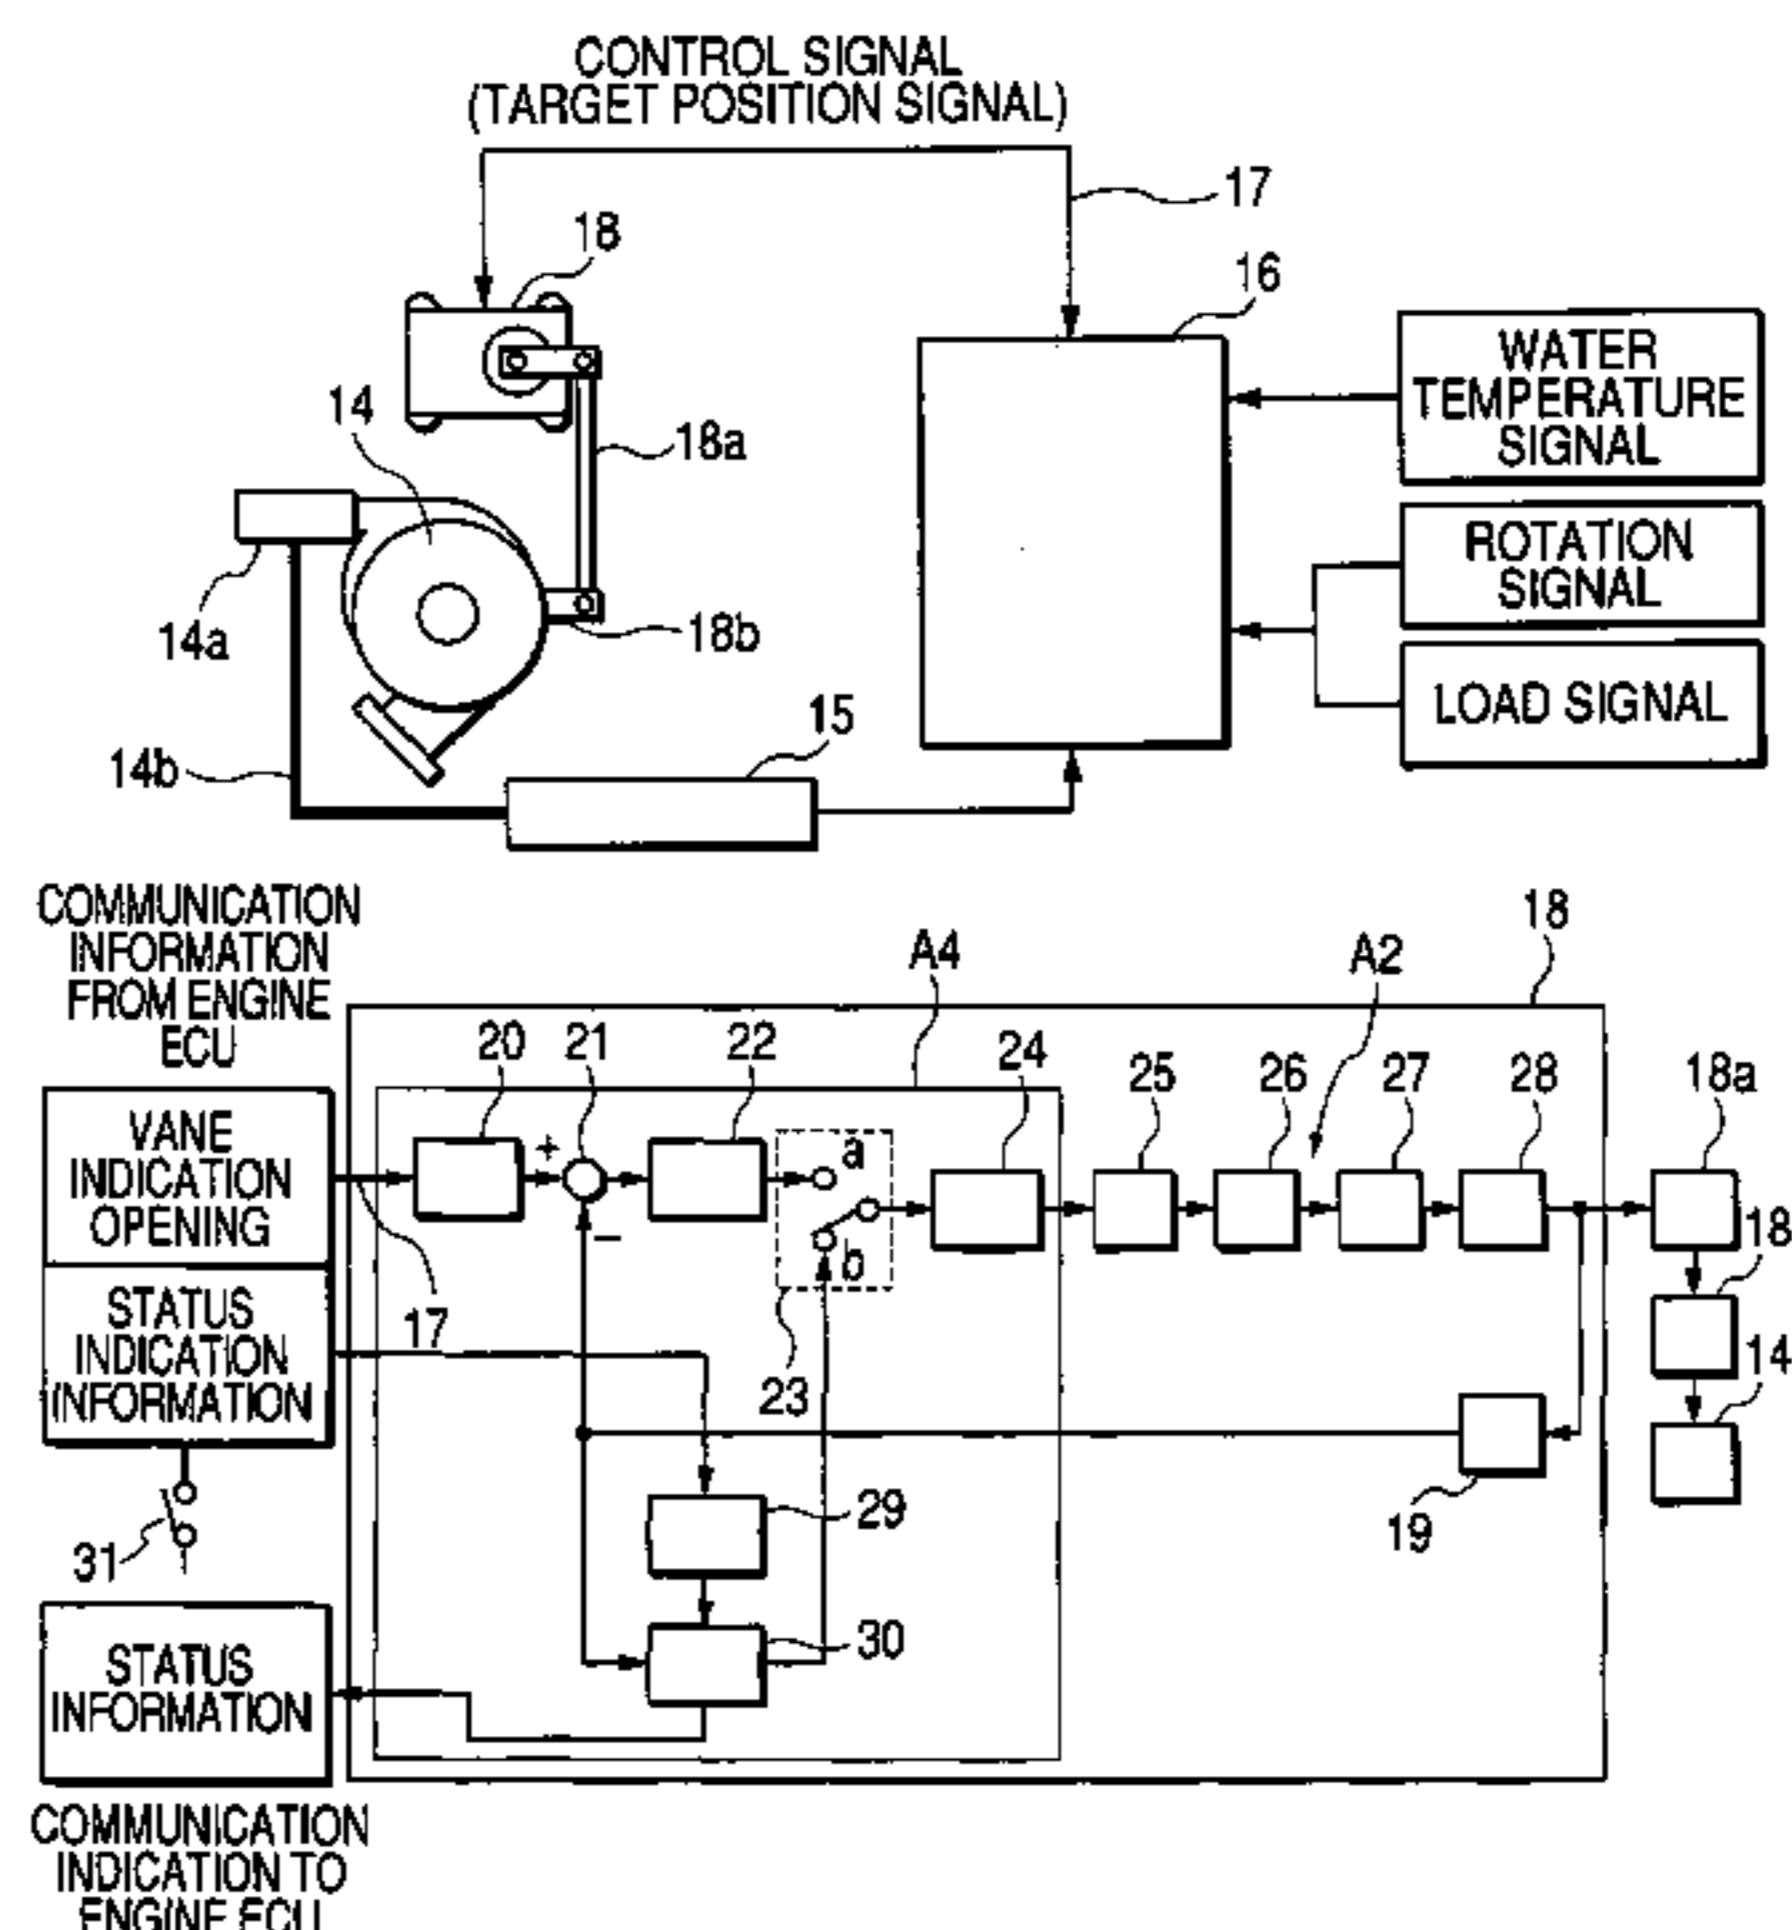 CONTROL SIGNAL
(TARGET POSITION SIGNAL)
17
18
16
WATER
TEMPERATURE
SIGNAL
14
18a
ROTATION
SIGNAL
14a
18b
LOAD SIGNAL
15
14b
COMMUNICATION
INFORMATION
FROM ENGINE
ECU
18
A4
A2
20
21
22
24
25
26
27
28
18a
VANE
INDICATION
OPENING
+
a
−
b
18
STATUS
INDICATION
INFORMATION
17
23
14
19
29
31
30
STATUS
INFORMATION
COMMUNICATION
INDICATION TO
ENGINE ECU